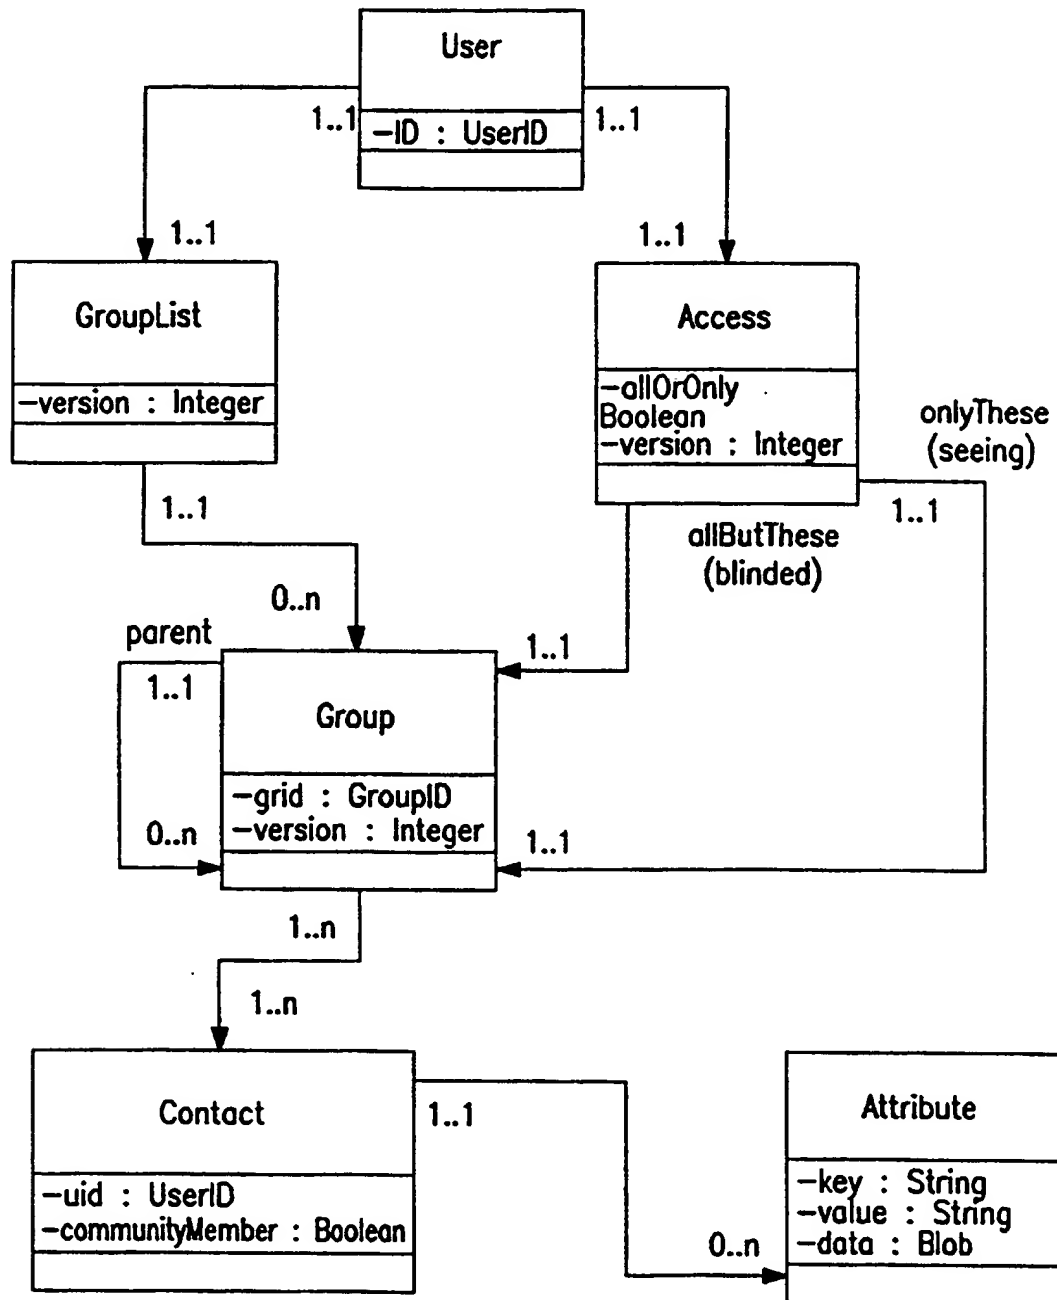 User
1..1
-ID : UserID
1..1
1..1
1..1
GroupList
-version : Integer
Access
-allOrOnly
Boolean
-version : Integer
onlyThese
(seeing)
1..1
1..1
allButThese
(blinded)
0..n
parent
1..1
1..1
Group
-grid : GroupID
-version : Integer
0..n
1..1
1..n
1..n
Contact
-uid : UserID
-communityMember : Boolean
1..1
Attribute
-key : String
-value : String
-data : Blob
0..n